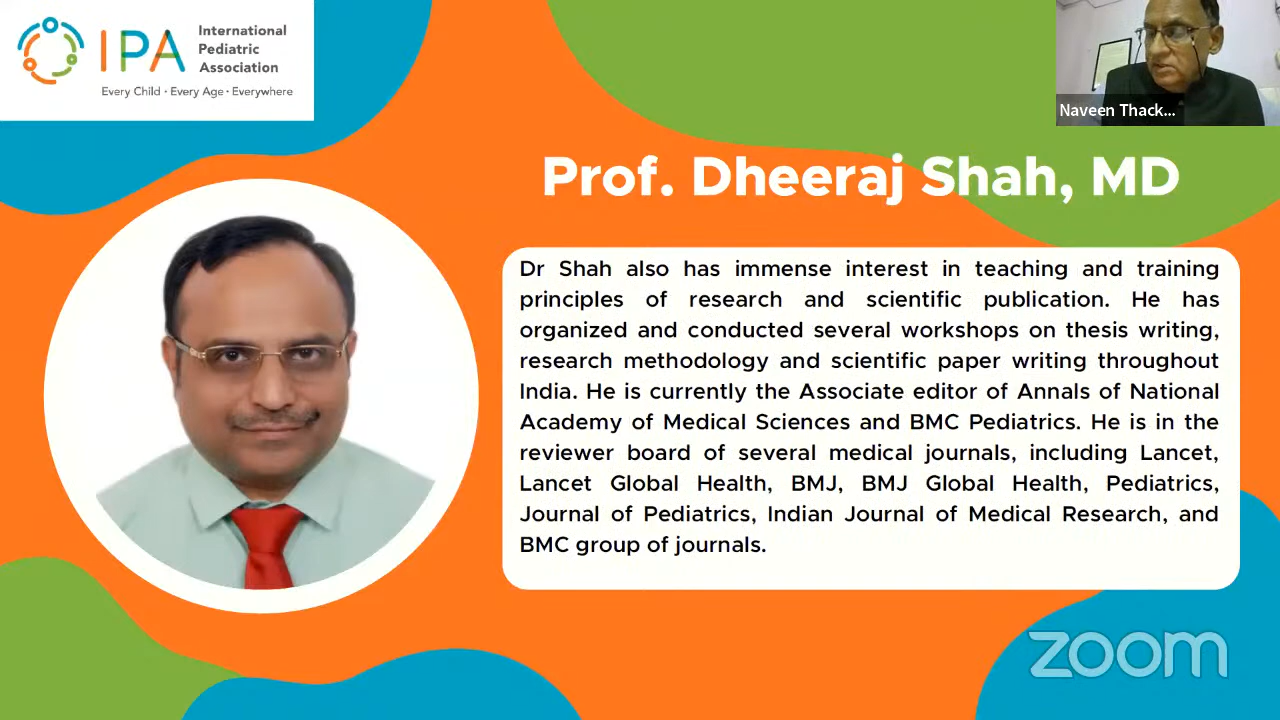 IPA
International
Pediatric
Association
Every Child · Every Age · Everywhere
Naveen Thack...
Prof. Dheeraj Shah, MD
Dr Shah also has immense interest in teaching and training
principles of research and scientific publication. He has
organized and conducted several workshops on thesis writing,
research methodology and scientific paper writing throughout
India. He is currently the Associate editor of Annals of National
Academy of Medical Sciences and BMC Pediatrics. He is in the
reviewer board of several medical journals, including Lancet,
Lancet Global Health, BMJ, BMJ Global Health, Pediatrics,
Journal of Pediatrics, Indian Journal of Medical Research, and
BMC group of journals.
zoom